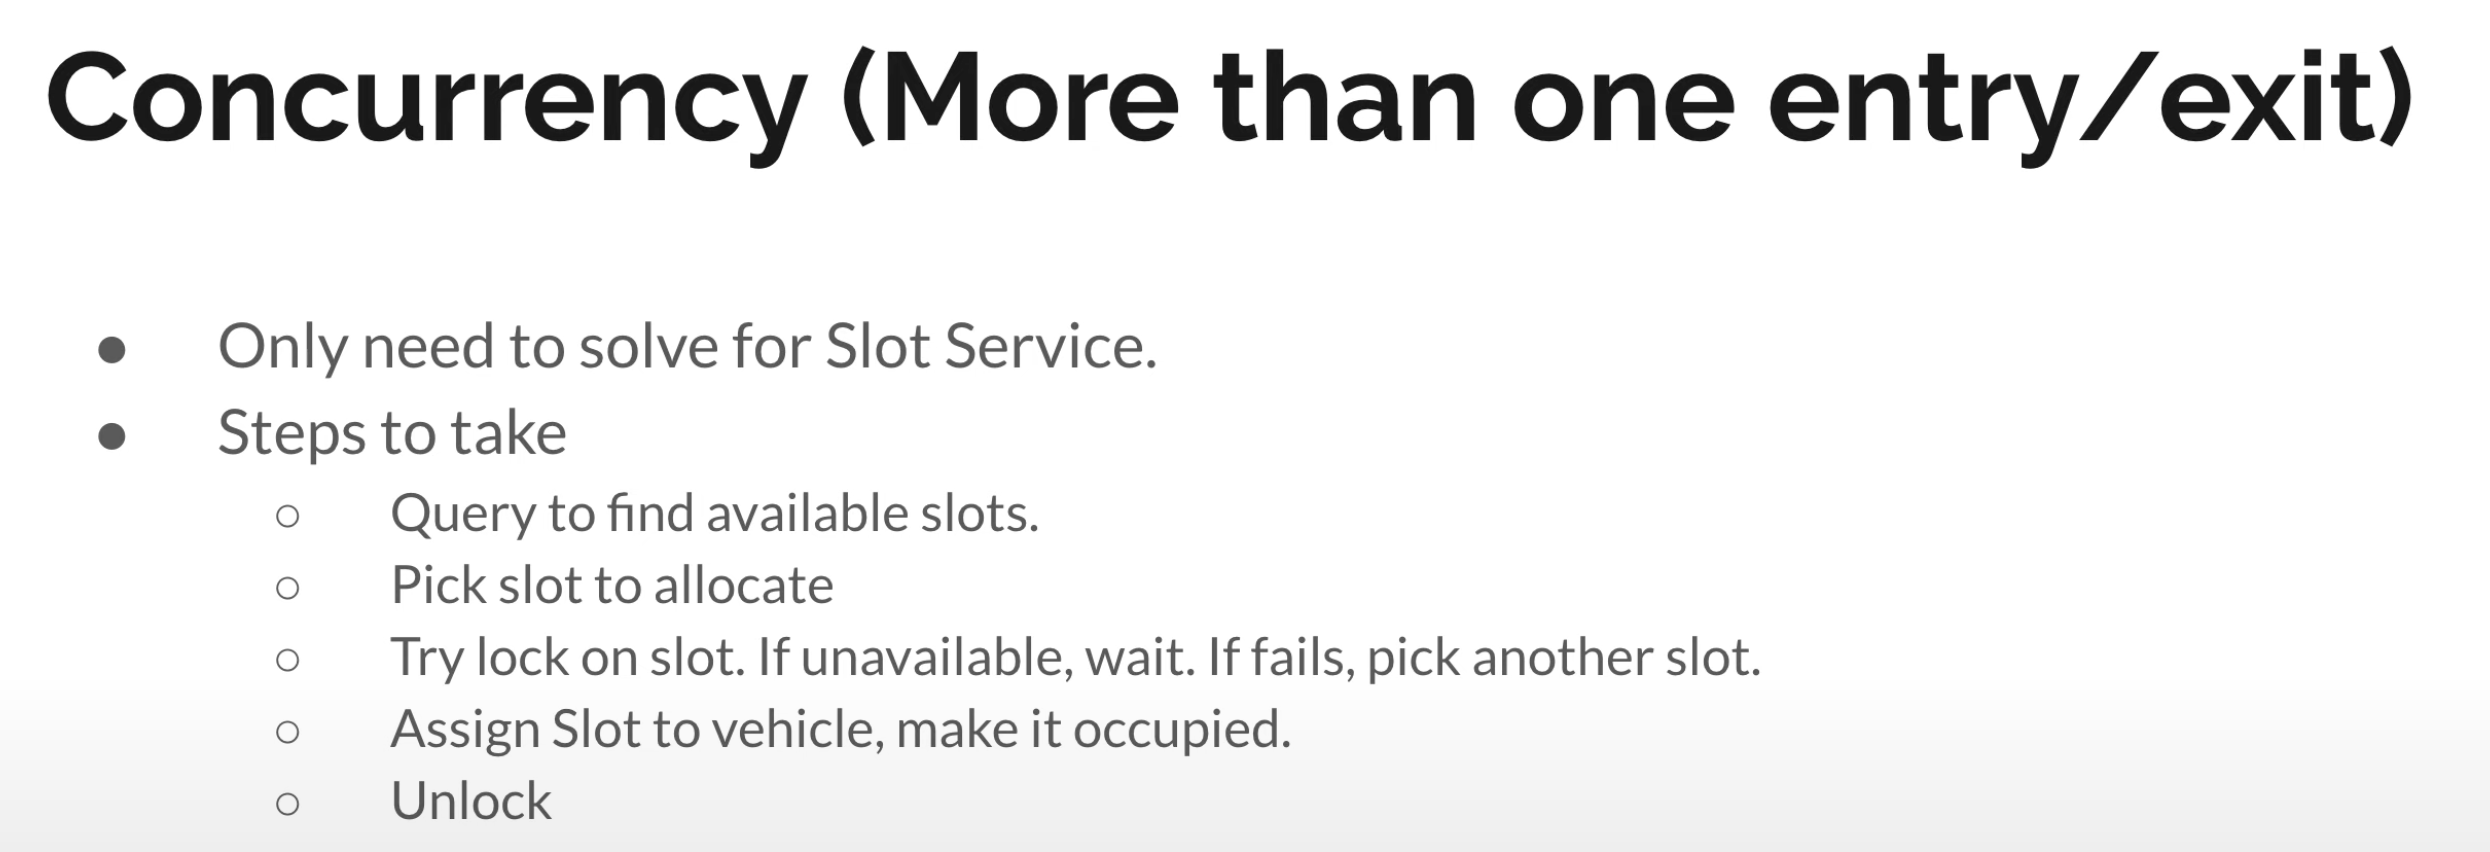 Concurrency (More than one entry/exit)
● Only need to solve for Slot Service.
● Steps to take
○ Query to find available slots.
○ Pick slot to allocate
○ Try lock on slot. If unavailable, wait. If fails, pick another slot.
○ Assign Slot to vehicle, make it occupied.
○ Unlock